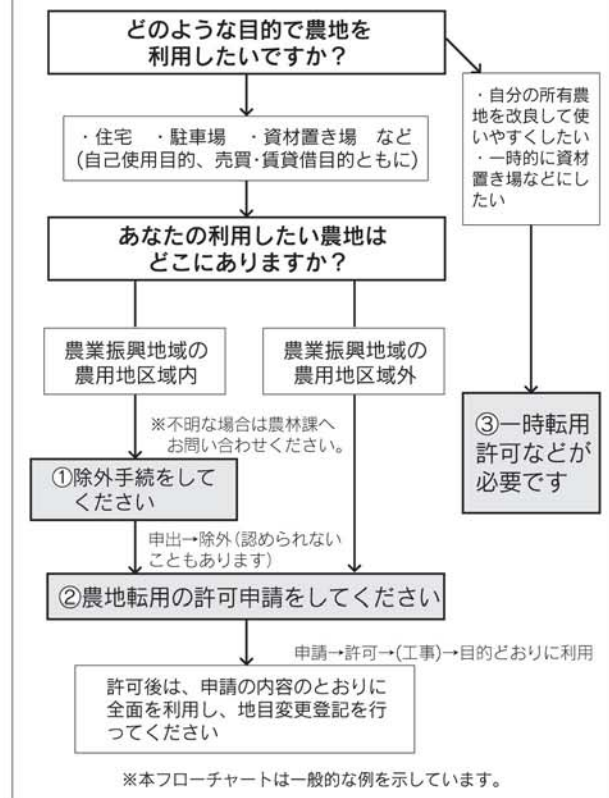 どのような目的で農地を
利用したいですか？
・住宅　・駐車場　・資材置き場　など
(自己使用目的、売買・賃貸借目的ともに)
・自分の所有農
地を改良して使
いやすくしたい
・一時的に資材
置き場などにし
たい
あなたの利用したい農地は
どこにありますか？
農業振興地域の
農用地区域内
農業振興地域の
農用地区域外
※不明な場合は農林課へ
お問い合わせください。
①除外手続をして
ください
③一時転用
許可などが
必要です
申出→除外(認められない
こともあります)
②農地転用の許可申請をしてください
申請→許可→(工事)→目的どおりに利用
許可後は、申請の内容のとおりに
全面を利用し、地目変更登記を行
ってください
※本フローチャートは一般的な例を示しています。